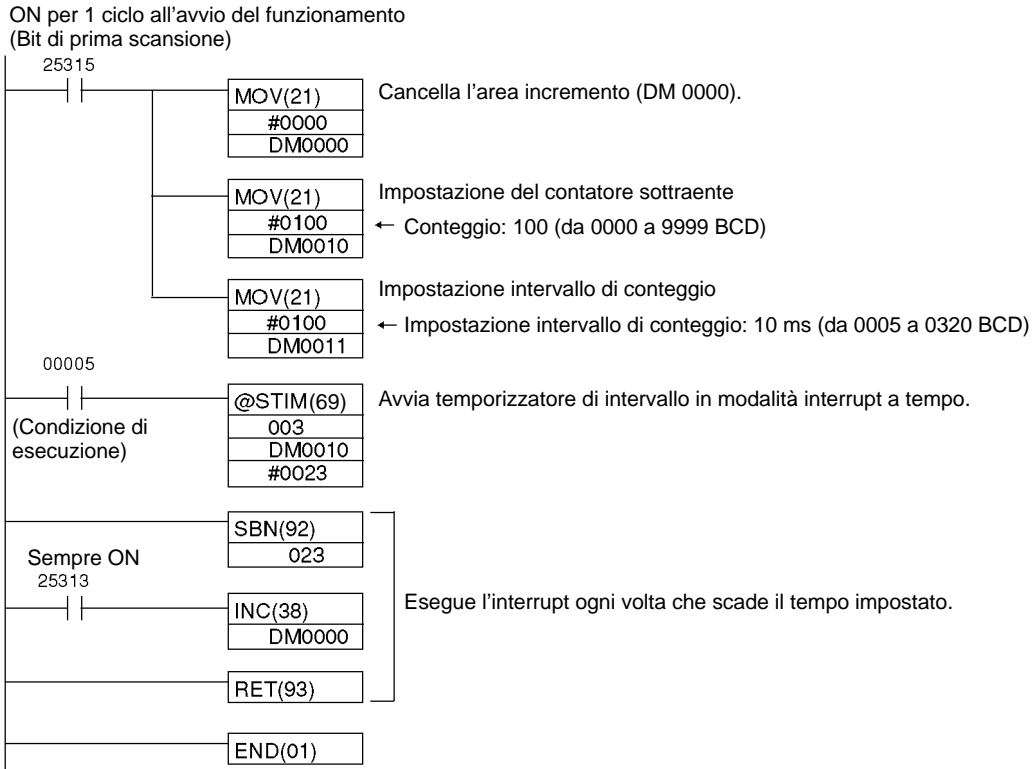 ON per 1 ciclo all'avvio del funzionamento
(Bit di prima scansione)
25315
MOV(21)
#0000
DM0000
Cancella l'area incremento (DM 0000).
MOV(21)
#0100
DM0010
Impostazione del contatore sottraente
← Conteggio: 100 (da 0000 a 9999 BCD)
MOV(21)
#0100
DM0011
Impostazione intervallo di conteggio
← Impostazione intervallo di conteggio: 10 ms (da 0005 a 0320 BCD)
00005
(Condizione di
esecuzione)
@STIM(69)
003
DM0010
#0023
Avvia temporizzatore di intervallo in modalità interrupt a tempo.
SBN(92)
023
Sempre ON
25313
INC(38)
DM0000
Esegue l'interrupt ogni volta che scade il tempo impostato.
RET(93)
END(01)